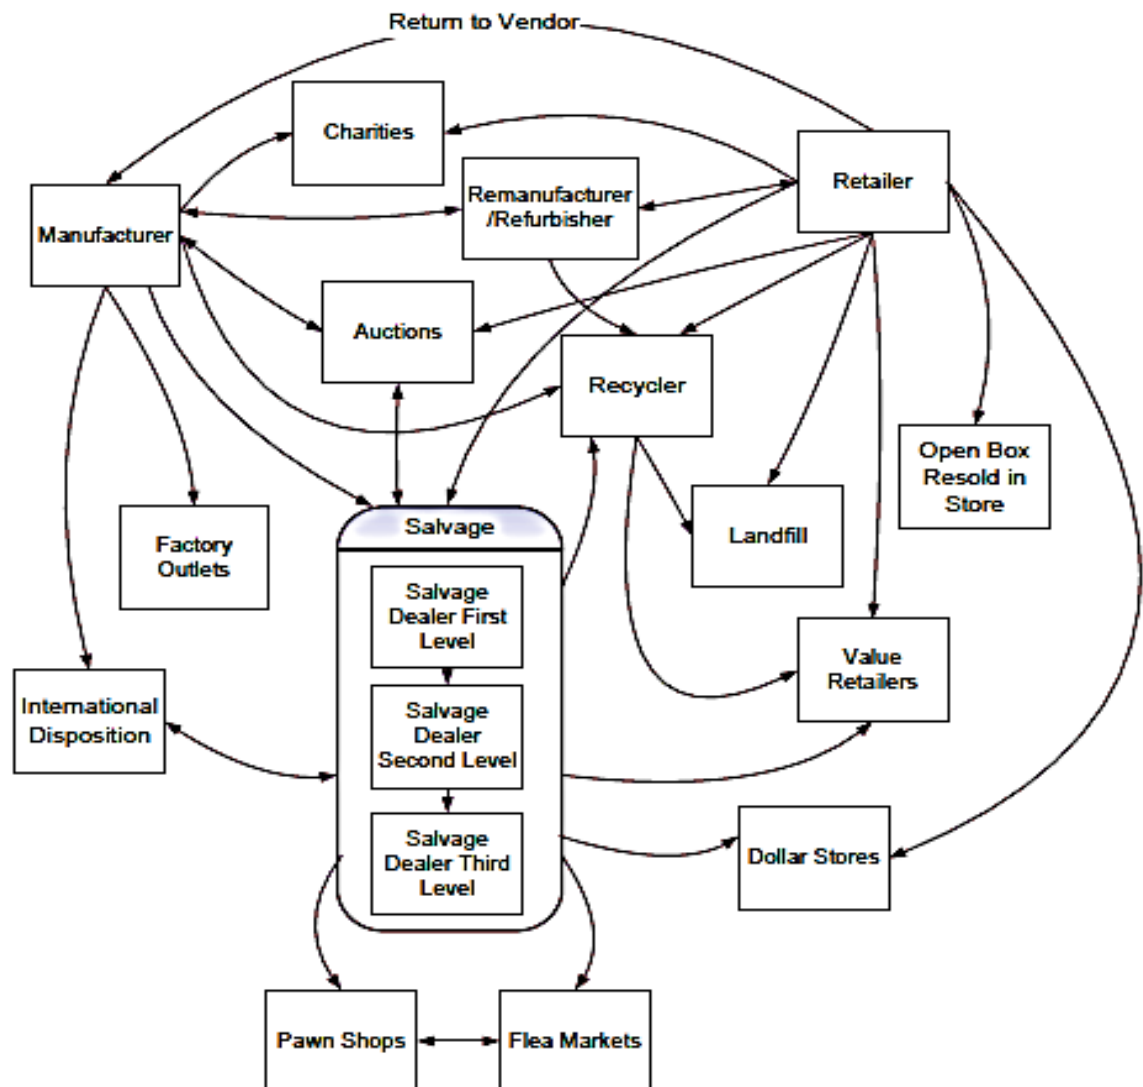 Return to Vendor
Charities
Retailer
Remanufacturer
/Refurbisher
Manufacturer
Auctions
Recycler
Open Box
Resold in
Store
Salvage
Landfill
Factory
Outlets
Salvage
Dealer First
Level
Value
Retailers
International
Disposition
Salvage
Dealer
Second Level
Salvage
Dealer Third
Level
Dollar Stores
Pawn Shops
Flea Markets